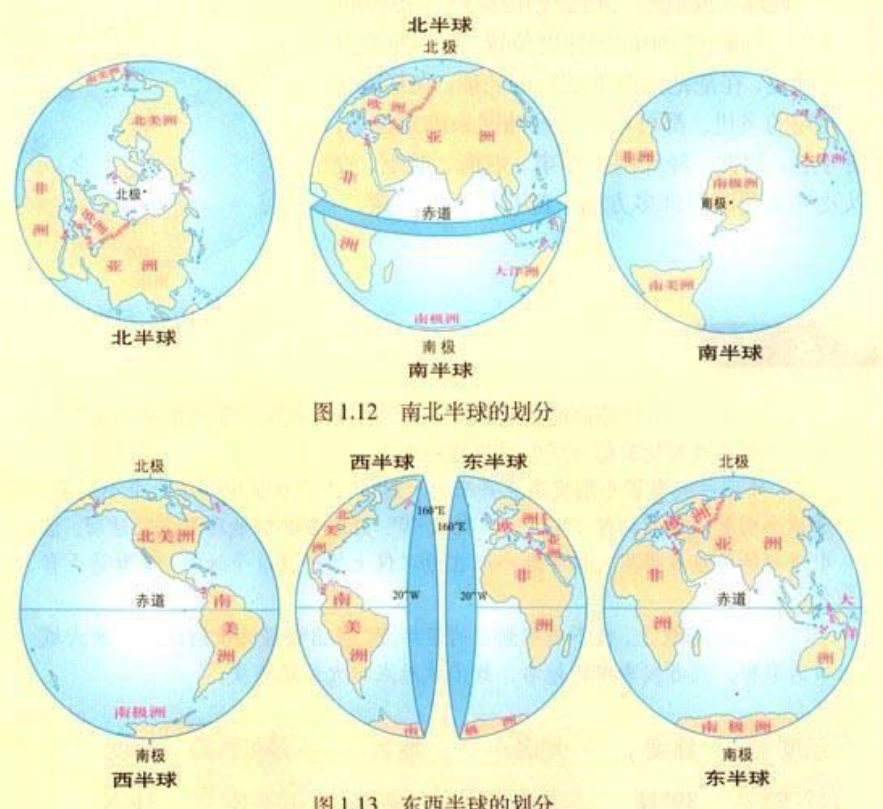 北半球
北极
南美洲
北美洲
北极
非洲
欧洲
亚洲
北半球
欧洲
亚洲
非洲
赤道
大洋洲
南极洲
南极
南半球
非洲
大洋洲
南极洲
南极
南美洲
南半球
图 1.12 南北半球的划分
北极
北美洲
赤道
南美洲
南极洲
南极
西半球
西半球
北美洲
160°E
20°W
南美洲
南
东半球
160°E
20°W
欧洲
亚洲
非洲
洲
北极
欧洲
亚洲
非洲
赤道
大洋洲
南极洲
南极
东半球
图 1.13 东西半球的划分